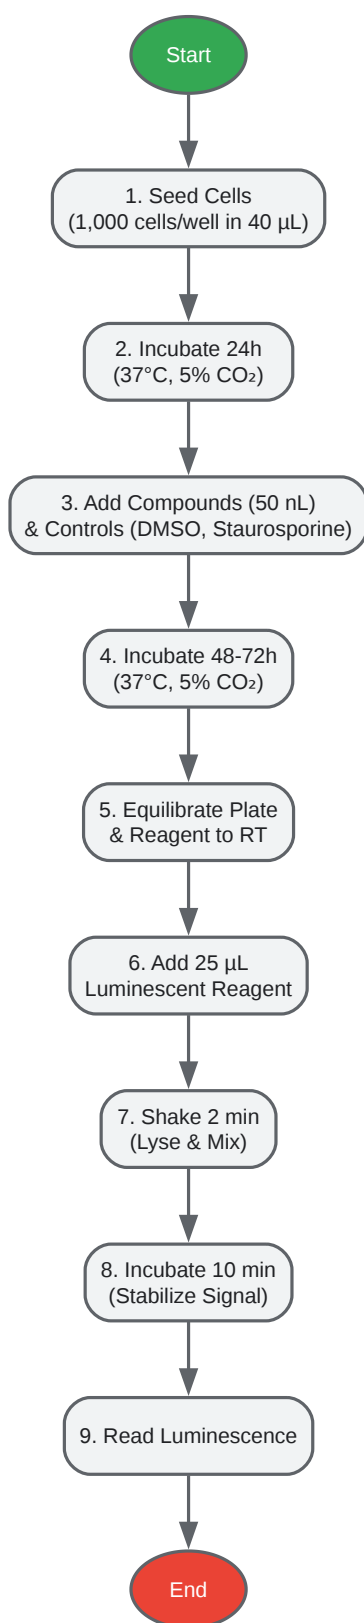 Start
1. Seed Cells
(1,000 cells/well in 40 µL)
2. Incubate 24h
(37°C, 5% CO₂)
3. Add Compounds (50 nL)
& Controls (DMSO, Staurosporine)
4. Incubate 48-72h
(37°C, 5% CO₂)
5. Equilibrate Plate
& Reagent to RT
6. Add 25 µL
Luminescent Reagent
7. Shake 2 min
(Lyse & Mix)
8. Incubate 10 min
(Stabilize Signal)
9. Read Luminescence
End